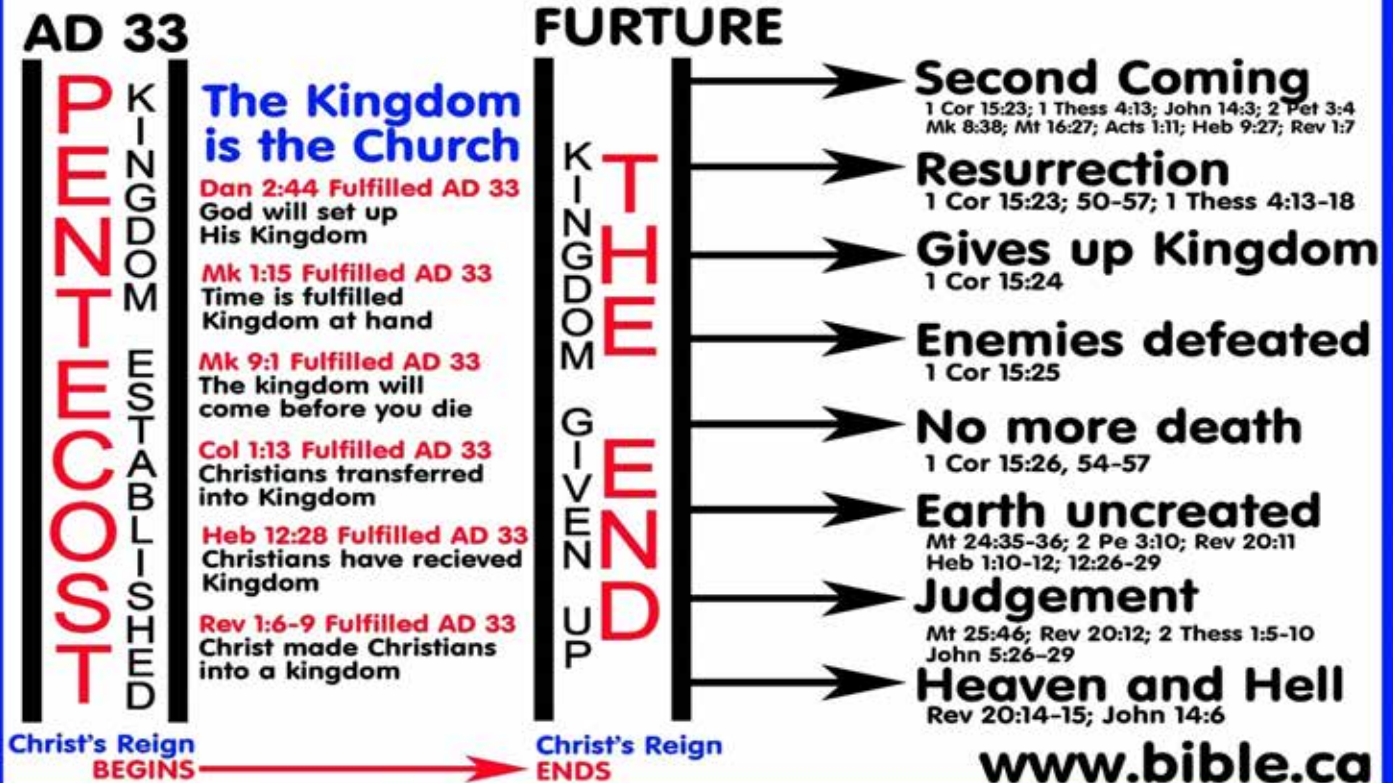 AD 33
PENTECOST
KINGDOM ESTABLISHED
The Kingdom
is the Church
Dan 2:44 Fulfilled AD 33
God will set up
His Kingdom
Mk 1:15 Fulfilled AD 33
Time is fulfilled
Kingdom at hand
Mk 9:1 Fulfilled AD 33
The kingdom will
come before you die
Col 1:13 Fulfilled AD 33
Christians transferred
into Kingdom
Heb 12:28 Fulfilled AD 33
Christians have recieved
Kingdom
Rev 1:6-9 Fulfilled AD 33
Christ made Christians
into a kingdom
FURTURE
KINGDOM GIVEN UP
THE END
Second Coming
1 Cor 15:23; 1 Thess 4:13; John 14:3; 2 Pet 3:4
Mk 8:38; Mt 16:27; Acts 1:11; Heb 9:27; Rev 1:7
Resurrection
1 Cor 15:23; 50-57; 1 Thess 4:13-18
Gives up Kingdom
1 Cor 15:24
Enemies defeated
1 Cor 15:25
No more death
1 Cor 15:26, 54-57
Earth uncreated
Mt 24:35-36; 2 Pe 3:10; Rev 20:11
Heb 1:10-12; 12:26-29
Judgement
Mt 25:46; Rev 20:12; 2 Thess 1:5-10
John 5:26-29
Heaven and Hell
Rev 20:14-15; John 14:6
Christ's Reign
BEGINS
Christ's Reign
ENDS
www.bible.ca